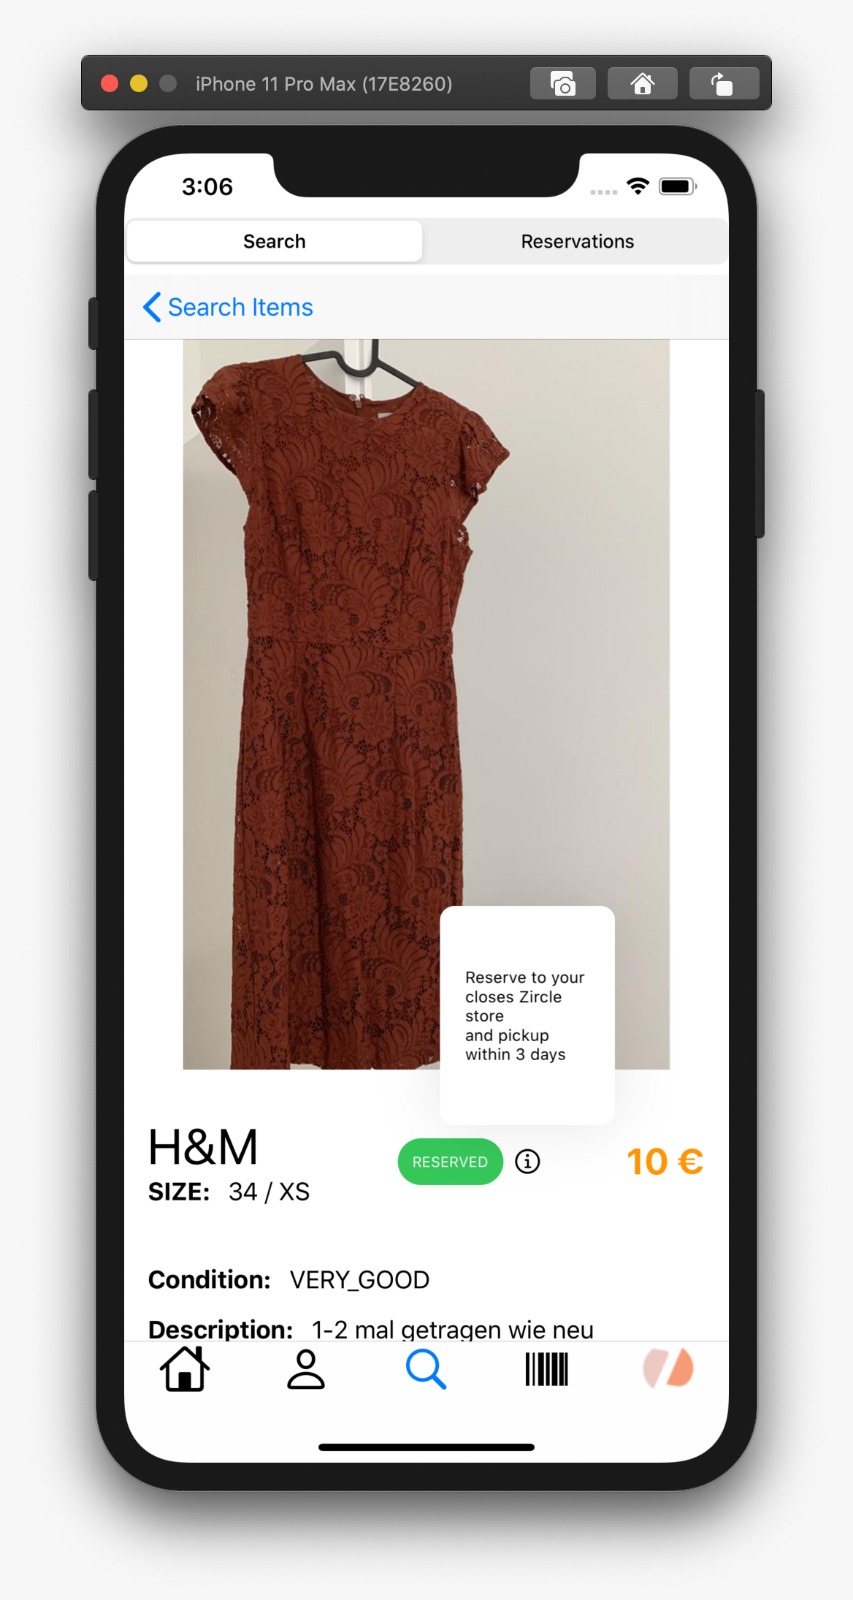 iPhone 11 Pro Max (17E8260)
3:06
Search
Reservations
Search Items
Reserve to your
closes Zircle
store
and pickup
within 3 days
H&M
RESERVED
10 €
SIZE: 34 / XS
Condition: VERY_GOOD
Description: 1-2 mal getragen wie neu